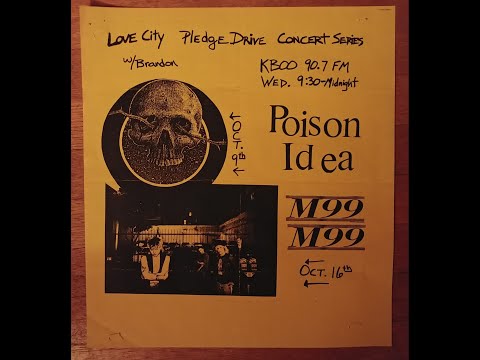 Love City Pledge Drive Concert Series
w/Brandon
KBOO 90.7 FM
Wed. 9:30-Midnight
Oct. 9th
Poison
Idea
M99
M99
Oct. 16th